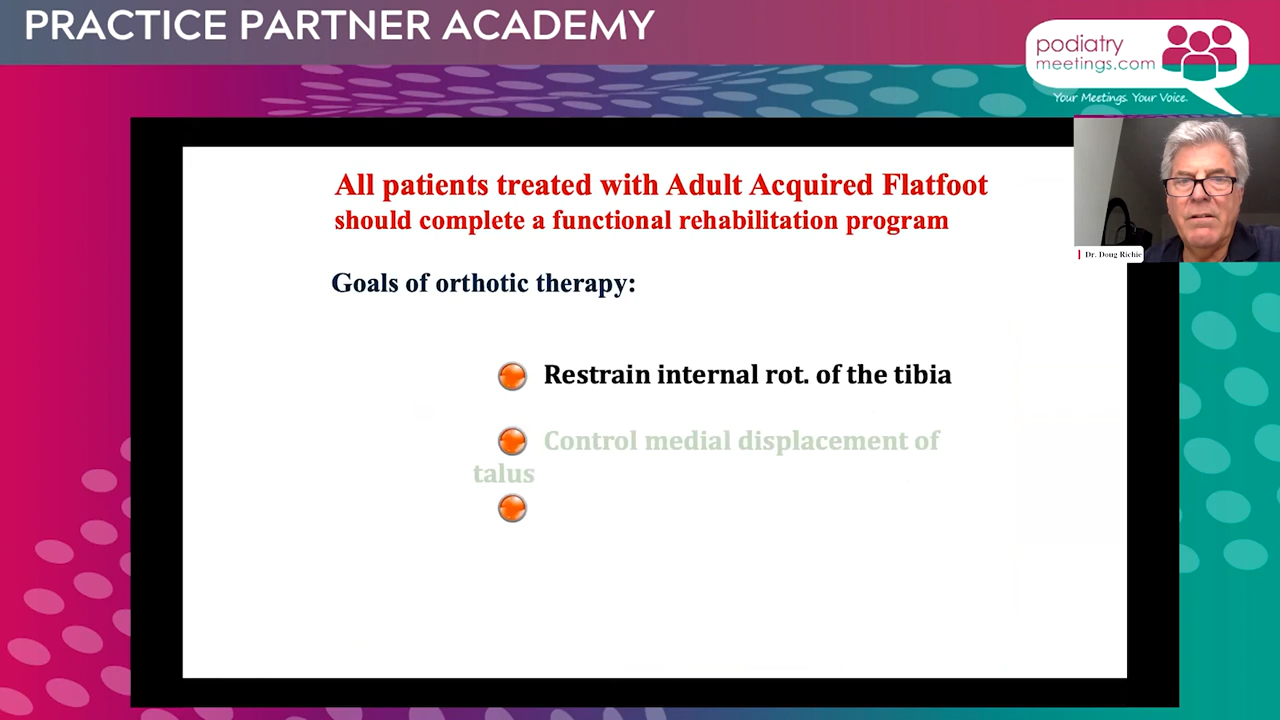 PRACTICE PARTNER ACADEMY
podiatry
meetings.com
Your Meetings. Your Voice.
Dr. Doug Richie
All patients treated with Adult Acquired Flatfoot
should complete a functional rehabilitation program
Goals of orthotic therapy:
Restrain internal rot. of the tibia
Control medial displacement of
talus